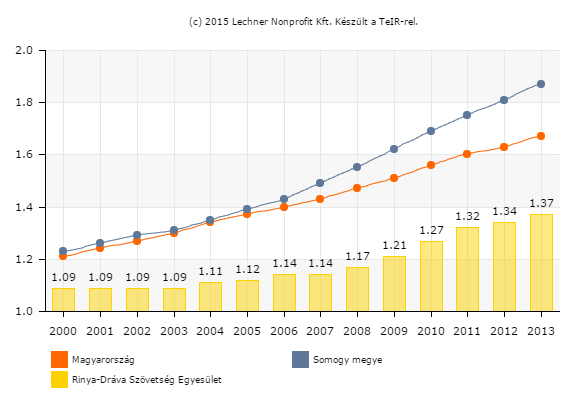 (c) 2015 Lechner Nonprofit Kft. Készült a TeIR-rel.
2.0
1.8
1.6
1.4
1.2
1.0
1.09 1.09 1.09 1.09 1.11 1.12 1.14 1.14 1.17 1.21 1.27 1.32 1.34 1.37
2000 2001 2002 2003 2004 2005 2006 2007 2008 2009 2010 2011 2012 2013
Magyarország Somogy megye
Rinya-Dráva Szövetség Egyesület